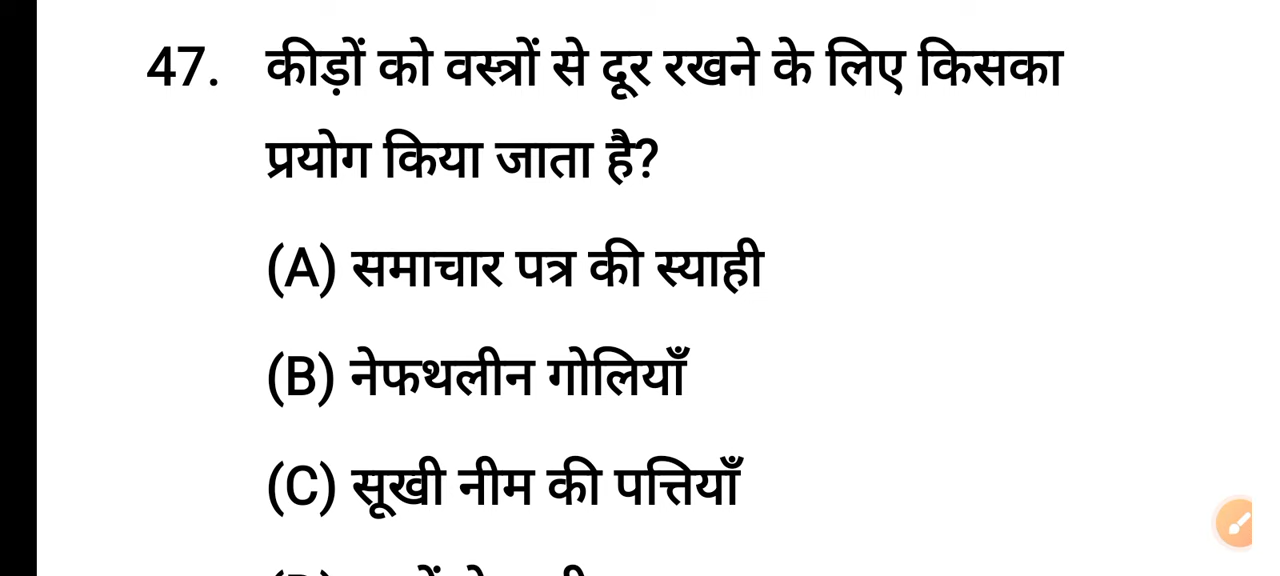 47. कीड़ों को वस्त्रों से दूर रखने के लिए किसका
प्रयोग किया जाता है?
(A) समाचार पत्र की स्याही
(B) नेफथलीन गोलियाँ
(C) सूखी नीम की पत्तियाँ